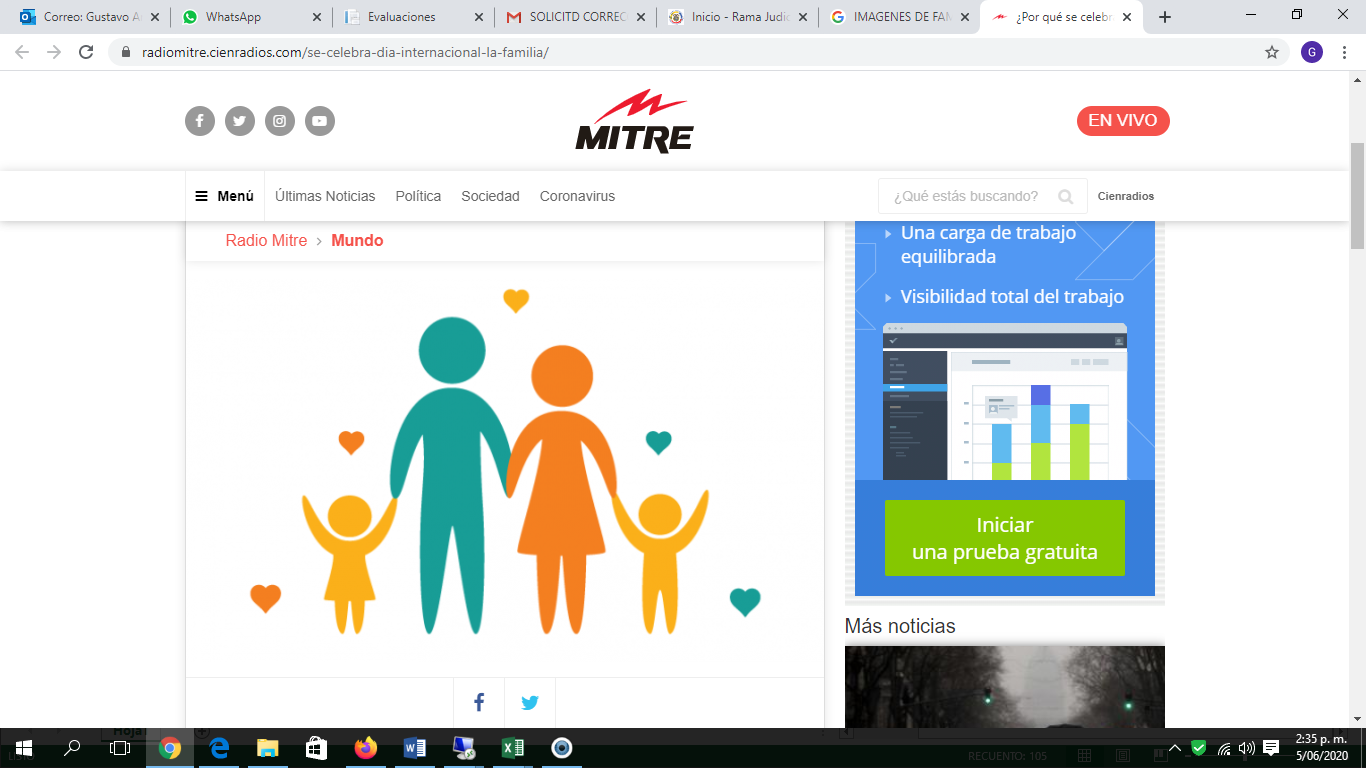 Correo: Gustavo A
WhatsApp
Evaluaciones
SOLICITD CORREC
Inicio - Rama Judic
IMAGENES DE FAM
¿Por qué se celebra
radiomitre.cienradios.com/se-celebra-dia-internacional-la-familia/
G
MITRE
EN VIVO
Menú
Últimas Noticias
Política
Sociedad
Coronavirus
¿Qué estás buscando?
Cienradios
Radio Mitre > Mundo
Una carga de trabajo
equilibrada
Visibilidad total del trabajo
Iniciar
una prueba gratuita
Más noticias
Hoja
LISTO
RECUENTO: 105
2:35 p. m.
5/06/2020